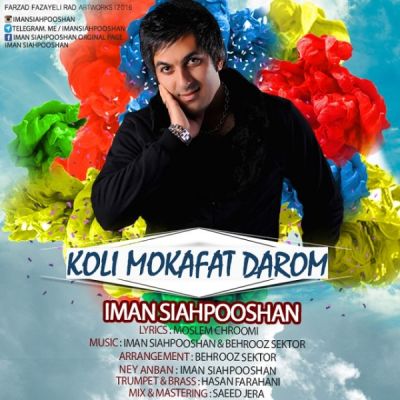 FARZAD FAZAYELI RAD ARTWORKS 2016
IMANSIAHPOOSHAN
TELEGRAM.ME / IMANSIAHPOOSHAN
IMAN SIAHPOOSHAN ORGINAL PAGE
IMAN SIAHPOOSHAN
KOLI MOKAFAT DAROM
IMAN SIAHPOOSHAN
LYRICS : MOSLEM CHROOMI
MUSIC : IMAN SIAHPOOSHAN & BEHROOZ SEKTOR
ARRANGEMENT : BEHROOZ SEKTOR
NEY ANBAN : IMAN SIAHPOOSHAN
TRUMPET & BRASS : HASAN FARAHANI
MIX & MASTERING : SAEED JERA